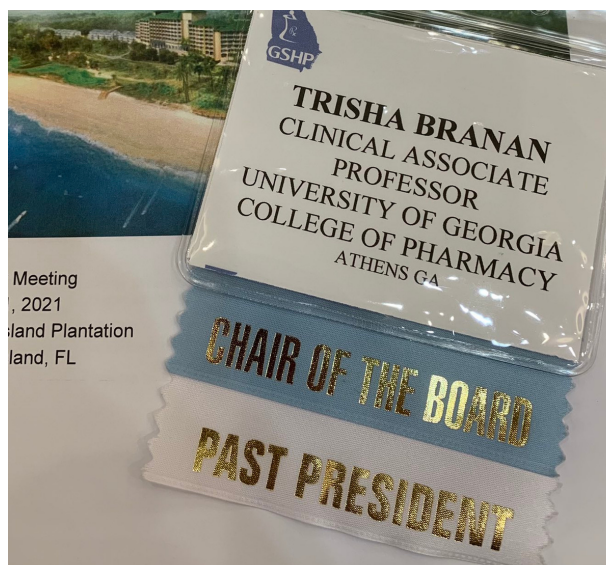 GSHP
TRISHA BRANAN
CLINICAL ASSOCIATE
PROFESSOR
UNIVERSITY OF GEORGIA
COLLEGE OF PHARMACY
ATHENS GA
Meeting
, 2021
sland Plantation
land, FL
CHAIR OF THE BOARD
PAST PRESIDENT